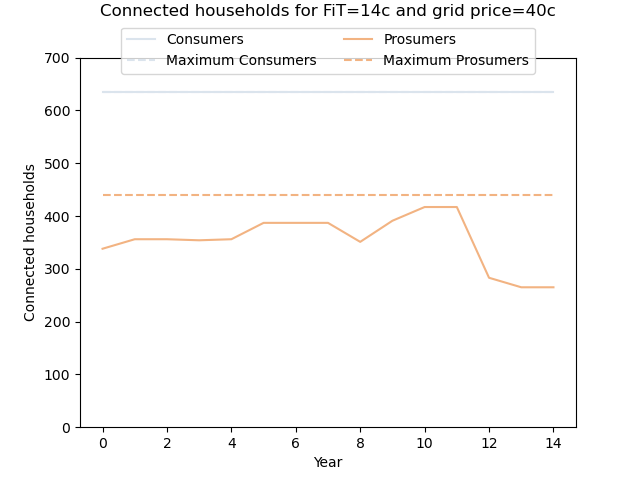 Connected households for FiT=14c and grid price=40c
Consumers
Prosumers
Maximum Consumers
Maximum Prosumers
700
600
500
400
300
200
100
0
Connected households
0 2 4 6 8 10 12 14
Year